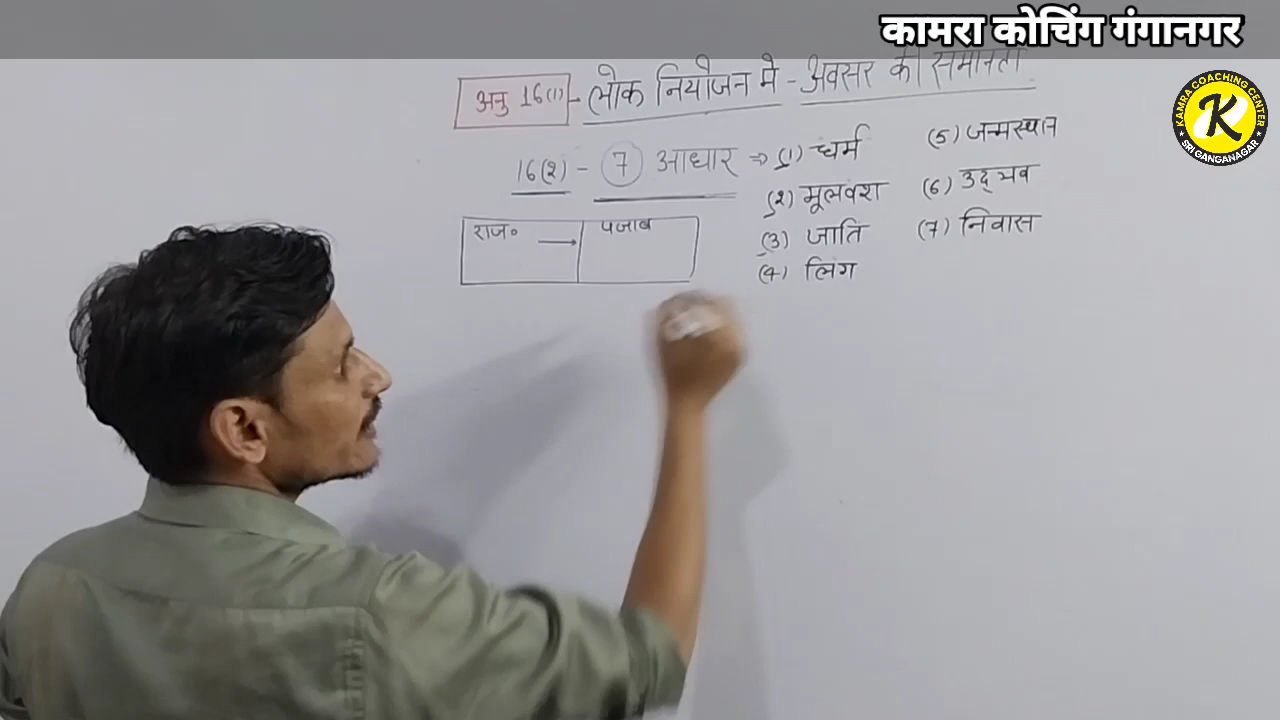 कामरा कोचिंग गंगानगर
KAMRA COACHING CENTER
K
SRI GANGANAGAR
अनु 16(1) - लोक नियोजन मे - अवसर की समानता
16(2) - 7 आधार ⇒ (1) धर्म
(2) मूलवंश
(3) जाति
(4) लिंग
(5) जन्मस्थान
(6) उद्भव
(7) निवास
राज० → पंजाब